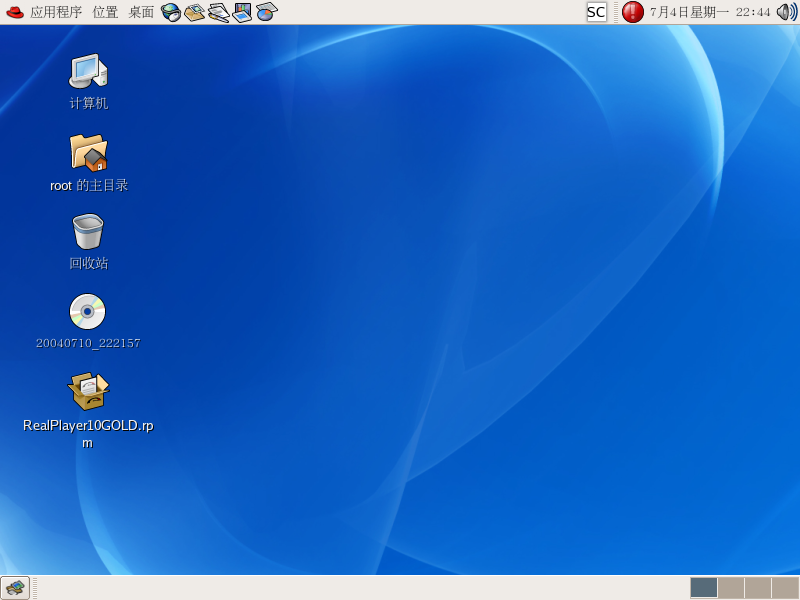 应用程序 位置 桌面 SC 7月4日星期一 22:44
计算机
root 的主目录
回收站
20040710_222157
RealPlayer10GOLD.rp
m